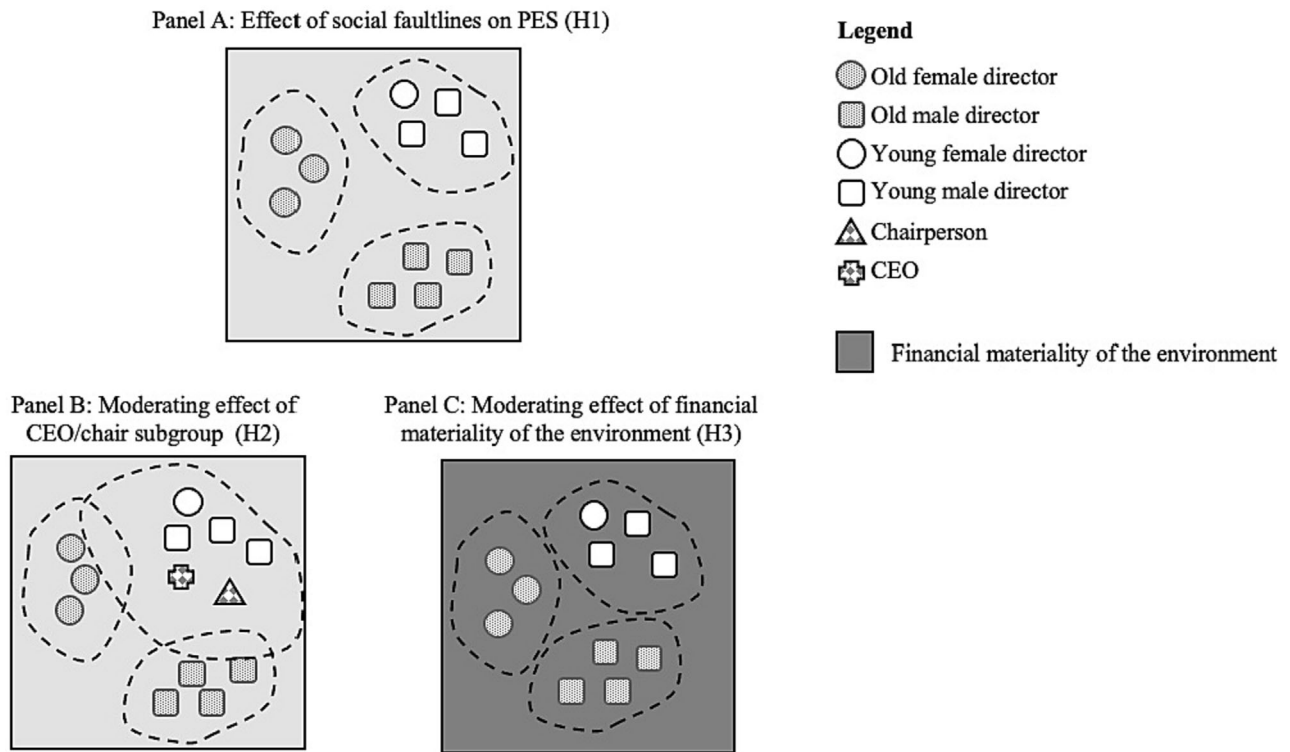 Panel A: Effect of social faultlines on PES (H1)
Legend
Old female director
Old male director
Young female director
Young male director
Chairperson
CEO
Financial materiality of the environment
Panel B: Moderating effect of
CEO/chair subgroup (H2)
Panel C: Moderating effect of financial
materiality of the environment (H3)